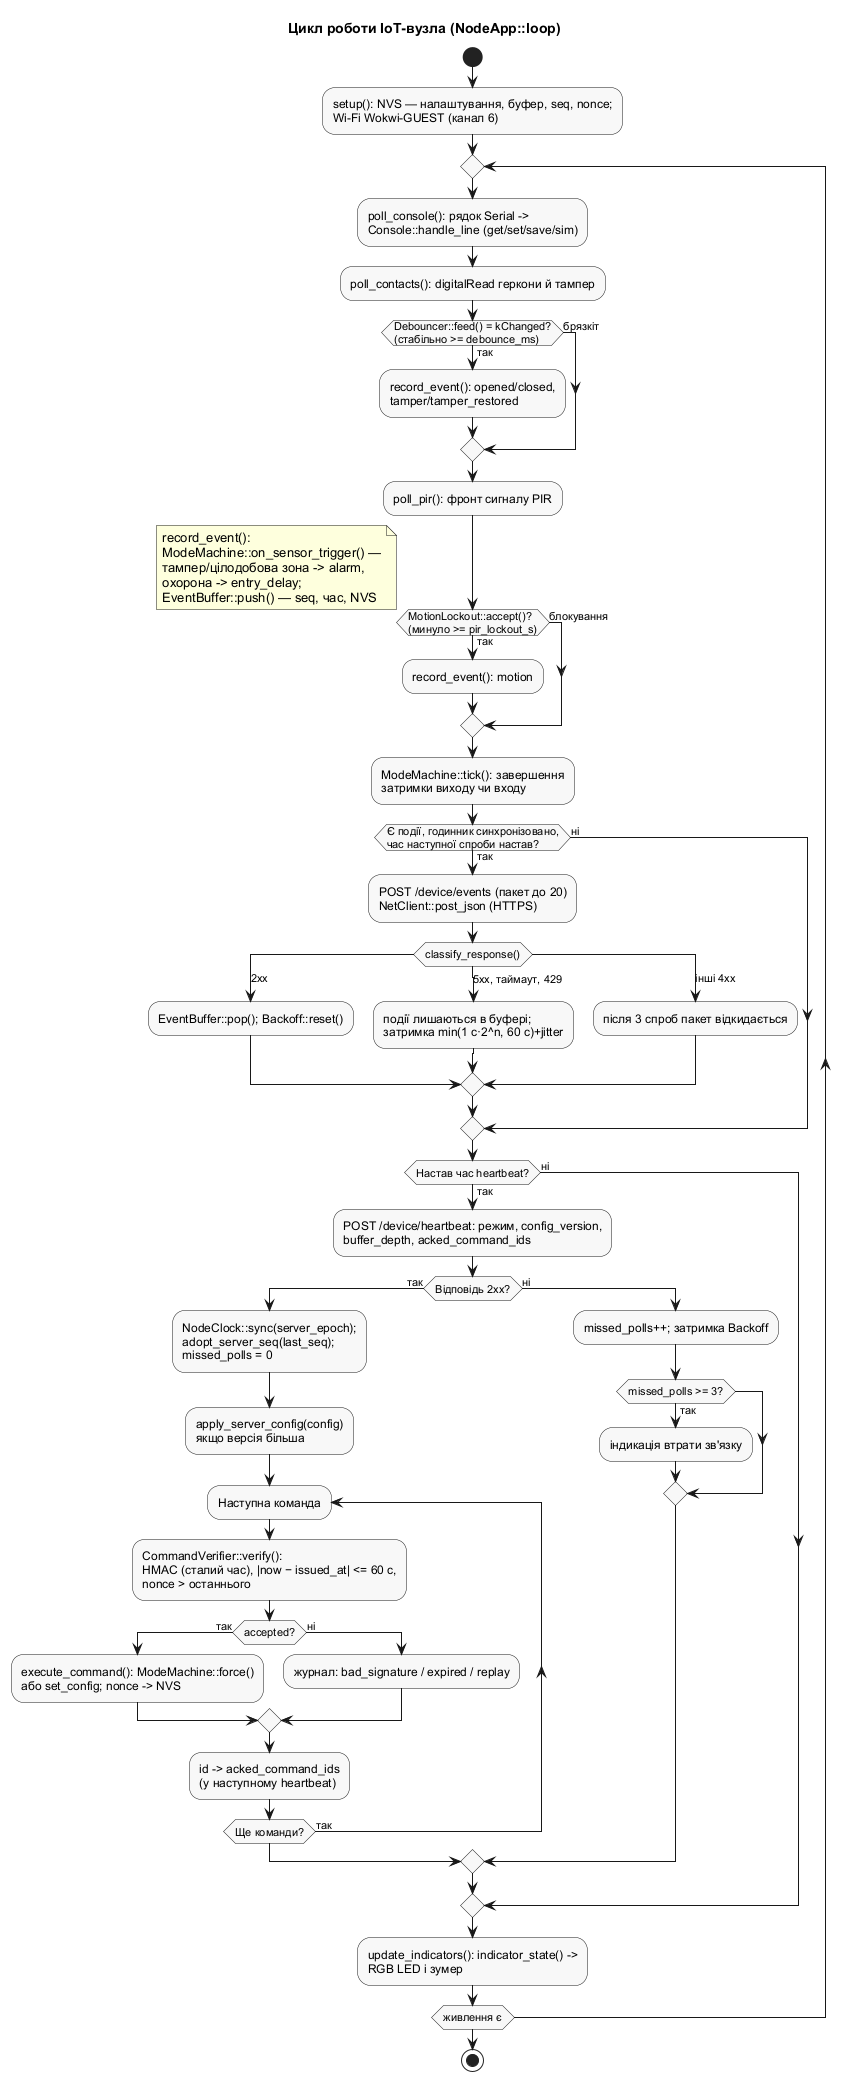 Цикл роботи IoT-вузла (NodeApp::loop)
setup(): NVS — налаштування, буфер, seq, nonce;
Wi-Fi Wokwi-GUEST (канал 6)
poll_console(): рядок Serial ->
Console::handle_line (get/set/save/sim)
poll_contacts(): digitalRead геркони й тампер
Debouncer::feed() = kChanged?
(стабільно >= debounce_ms)
брязкіт
так
record_event(): opened/closed,
tamper/tamper_restored
poll_pir(): фронт сигналу PIR
record_event():
ModeMachine::on_sensor_trigger() —
тампер/цілодобова зона -> alarm,
охорона -> entry_delay;
EventBuffer::push() — seq, час, NVS
MotionLockout::accept()?
(минуло >= pir_lockout_s)
блокування
так
record_event(): motion
ModeMachine::tick(): завершення
затримки виходу чи входу
Є події, годинник синхронізовано,
час наступної спроби настав?
ні
так
POST /device/events (пакет до 20)
NetClient::post_json (HTTPS)
classify_response()
2xx
5xx, таймаут, 429
інші 4xx
EventBuffer::pop(); Backoff::reset()
події лишаються в буфері;
затримка min(1 с·2^n, 60 с)+jitter
після 3 спроб пакет відкидається
Настав час heartbeat?
ні
так
POST /device/heartbeat: режим, config_version,
buffer_depth, acked_command_ids
так
Відповідь 2xx?
ні
NodeClock::sync(server_epoch);
adopt_server_seq(last_seq);
missed_polls = 0
missed_polls++; затримка Backoff
missed_polls >= 3?
так
індикація втрати зв'язку
apply_server_config(config)
якщо версія більша
Наступна команда
CommandVerifier::verify():
HMAC (сталий час), |now − issued_at| <= 60 с,
nonce > останнього
так
accepted?
ні
execute_command(): ModeMachine::force()
або set_config; nonce -> NVS
журнал: bad_signature / expired / replay
id -> acked_command_ids
(у наступному heartbeat)
Ще команди?
так
update_indicators(): indicator_state() ->
RGB LED і зумер
живлення є